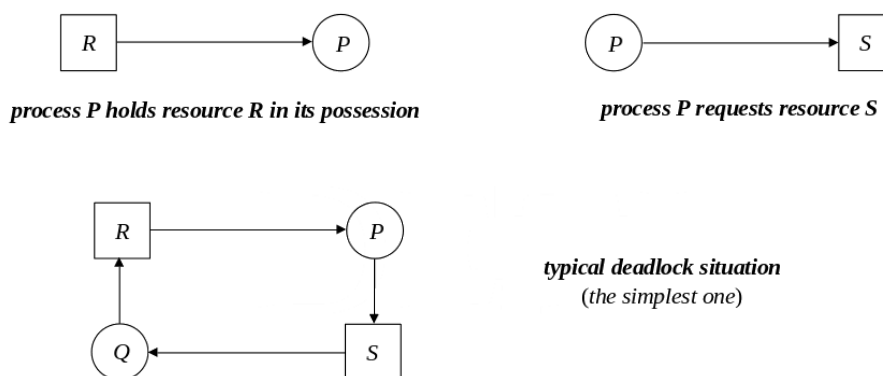 R P P S
process P holds resource R in its possession process P requests resource S
R P
typical deadlock situation
(the simplest one)
Q S